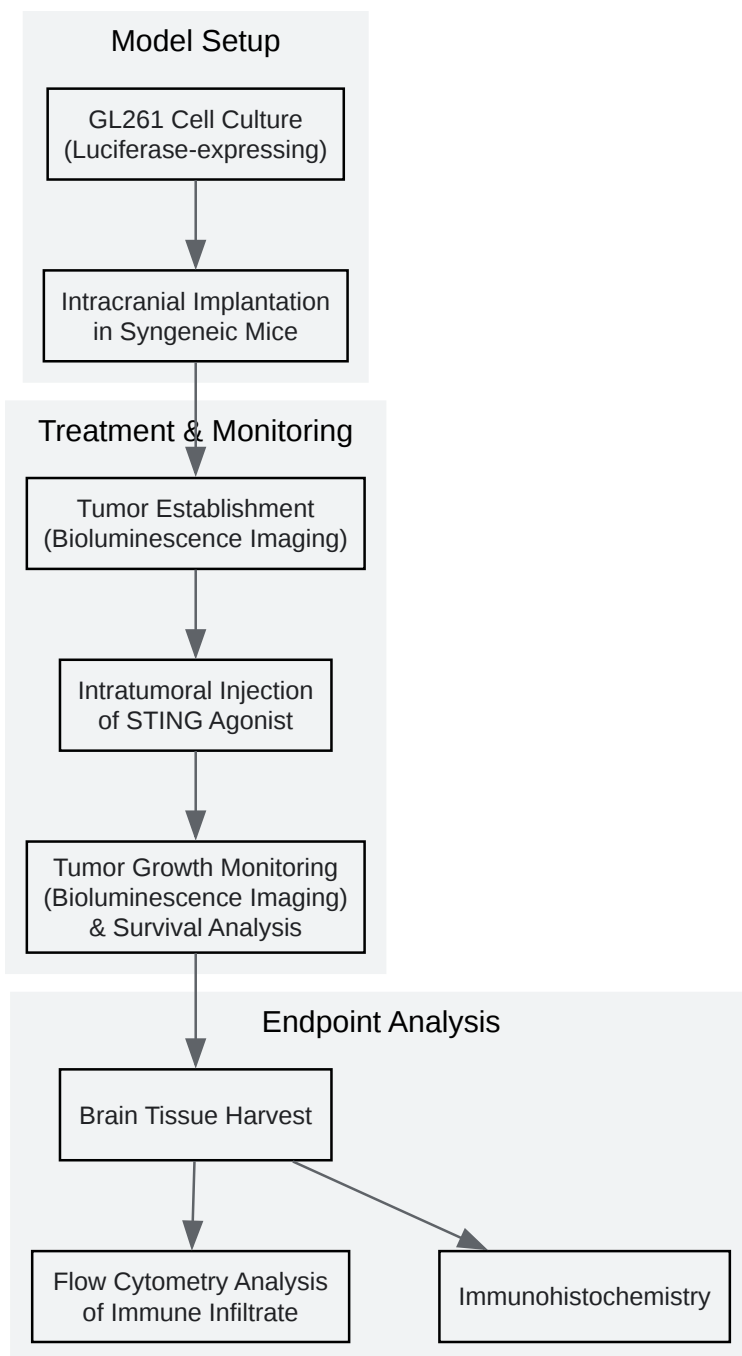 Model Setup
GL261 Cell Culture
(Luciferase-expressing)
Intracranial Implantation
in Syngeneic Mice
Treatment & Monitoring
Tumor Establishment
(Bioluminescence Imaging)
Intratumoral Injection
of STING Agonist
Tumor Growth Monitoring
(Bioluminescence Imaging)
& Survival Analysis
Endpoint Analysis
Brain Tissue Harvest
Flow Cytometry Analysis
of Immune Infiltrate
Immunohistochemistry